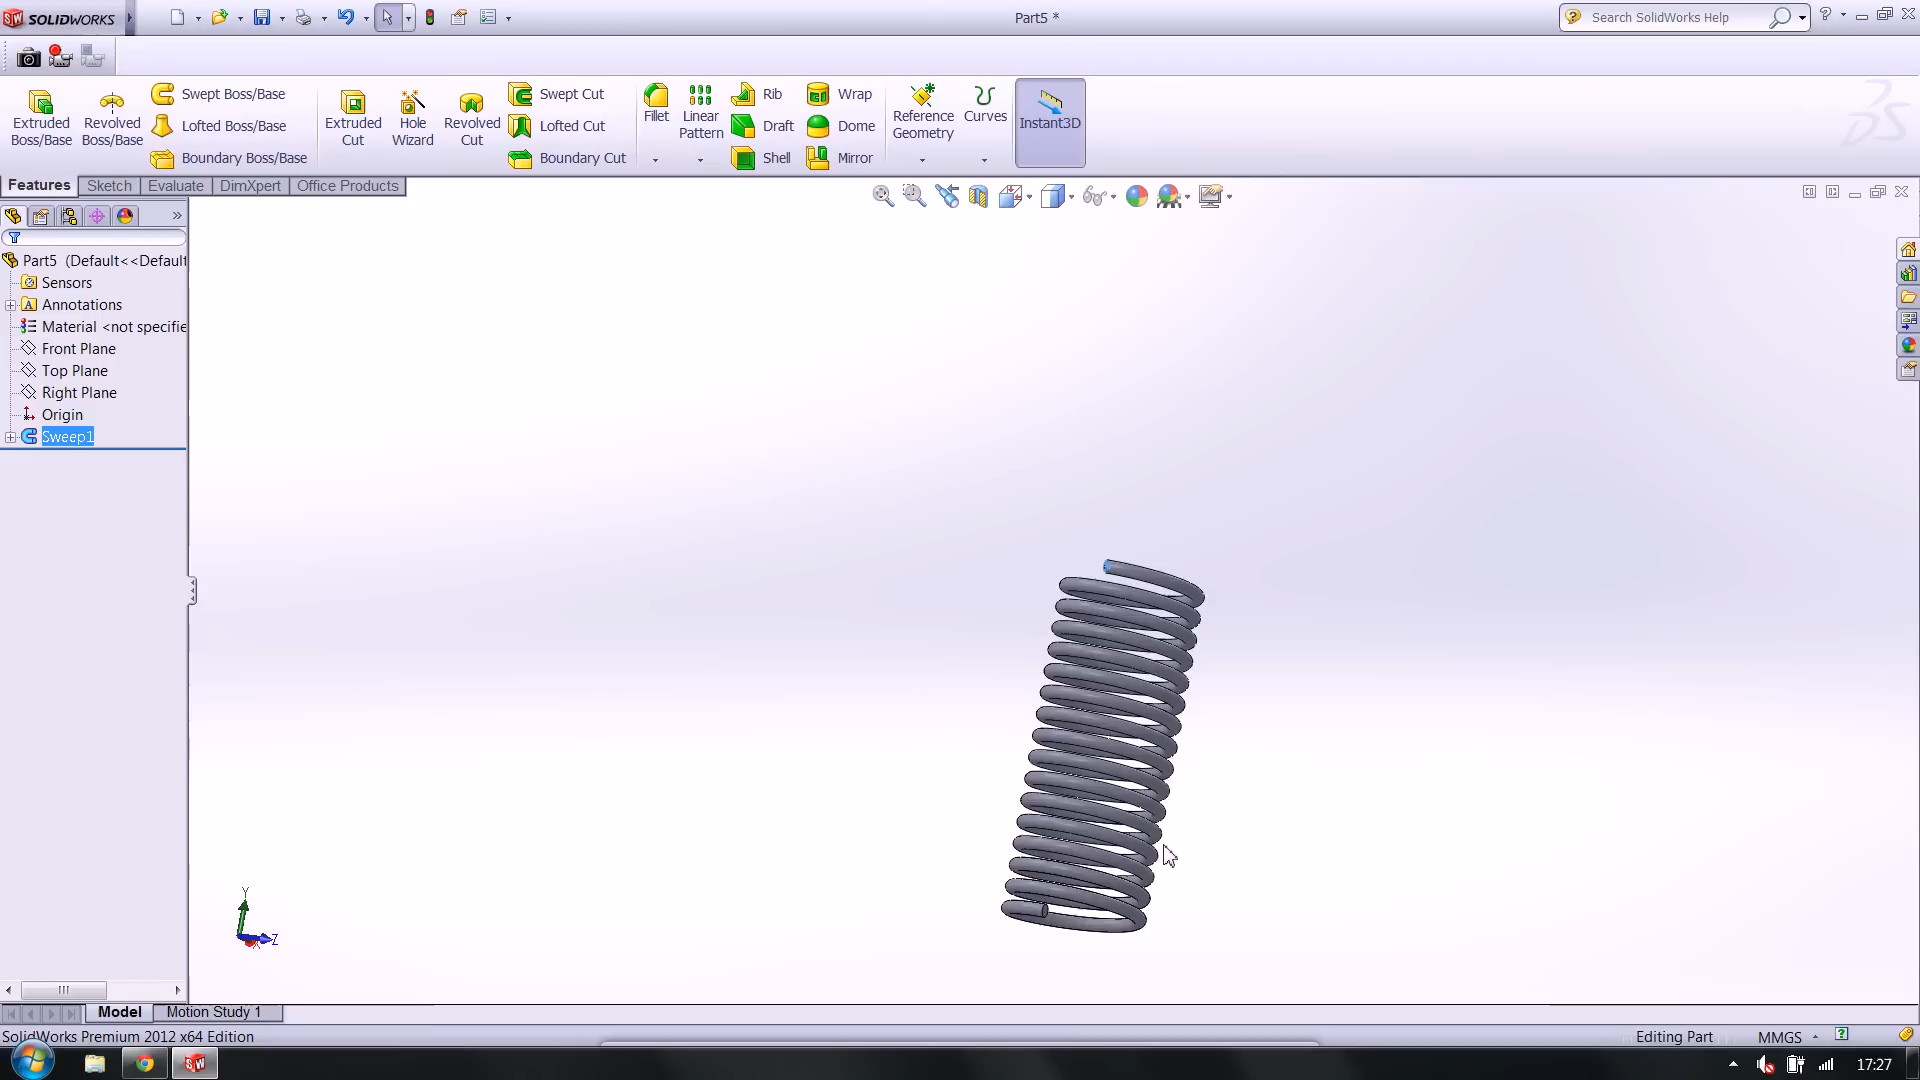 SOLIDWORKS
Part5 *
Search SolidWorks Help
Extruded Boss/Base
Revolved Boss/Base
Swept Boss/Base
Lofted Boss/Base
Boundary Boss/Base
Extruded Cut
Hole Wizard
Revolved Cut
Swept Cut
Lofted Cut
Boundary Cut
Fillet
Linear Pattern
Rib
Draft
Shell
Wrap
Dome
Mirror
Reference Geometry
Curves
Instant3D
Features
Sketch
Evaluate
DimXpert
Office Products
Part5 (Default<<Default
Sensors
Annotations
Material <not specifie
Front Plane
Top Plane
Right Plane
Origin
Sweep1
Y
Z
X
Model
Motion Study 1
SolidWorks Premium 2012 x64 Edition
Editing Part
MMGS
17:27